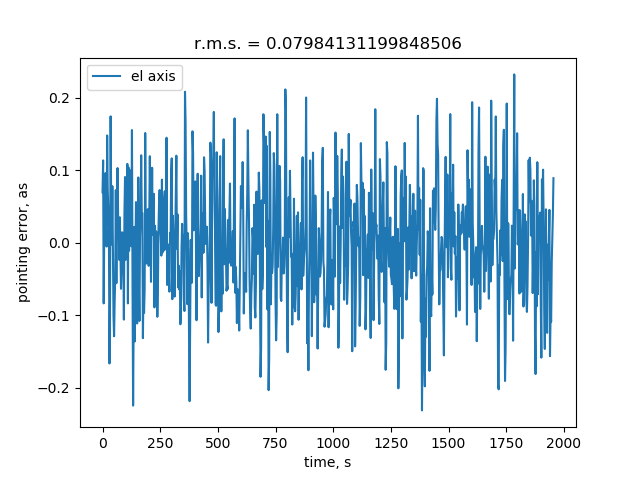 r.m.s. = 0.07984131199848506
el axis
pointing error, as
0.2
0.1
0.0
−0.1
−0.2
0 250 500 750 1000 1250 1500 1750 2000
time, s